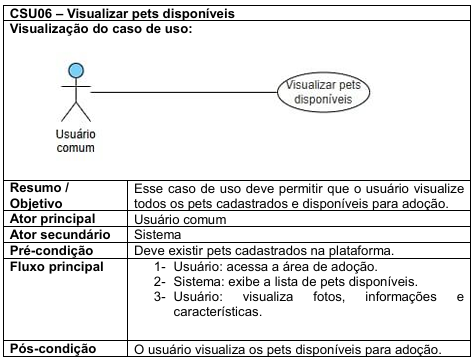 CSU06 – Visualizar pets disponíveis
Visualização do caso de uso:
Visualizar pets
disponíveis
Usuário
comum
Resumo /
Objetivo
Esse caso de uso deve permitir que o usuário visualize
todos os pets cadastrados e disponíveis para adoção.
Ator principal
Usuário comum
Ator secundário
Sistema
Pré-condição
Deve existir pets cadastrados na plataforma.
Fluxo principal
1- Usuário: acessa a área de adoção.
2- Sistema: exibe a lista de pets disponíveis.
3- Usuário: visualiza fotos, informações e
características.
Pós-condição
O usuário visualiza os pets disponíveis para adoção.